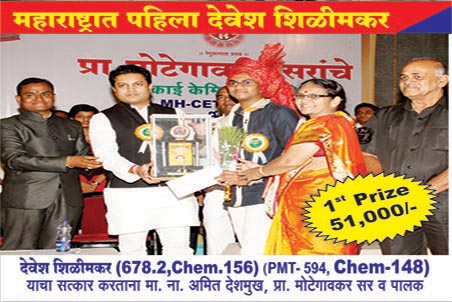 महाराष्ट्रात पहिला देवेश शिळीमकर
॥ रेणुकामाता प्रसन्न ॥
प्रा. मोटेगावकर सरांचे
काई केमि
MH-CET
1st Prize
51,000/-
देवेश शिळीमकर (678.2,Chem.156) (PMT- 594, Chem-148)
याचा सत्कार करताना मा. ना. अमित देशमुख, प्रा. मोटेगावकर सर व पालक